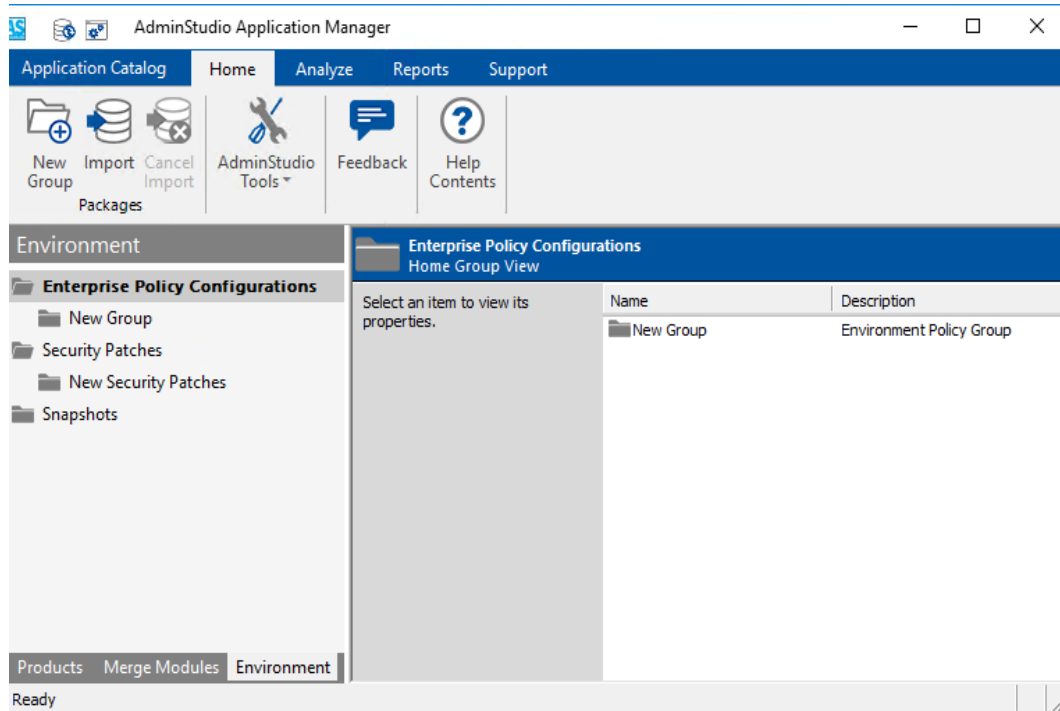 AS
AdminStudio Application Manager
Application Catalog Home Analyze Reports Support
New Group
Import
Cancel Import
AdminStudio Tools
Feedback
Help Contents
Packages
Environment
Enterprise Policy Configurations
New Group
Security Patches
New Security Patches
Snapshots
Products Merge Modules Environment
Enterprise Policy Configurations
Home Group View
Select an item to view its
properties.
Name Description
New Group Environment Policy Group
Ready